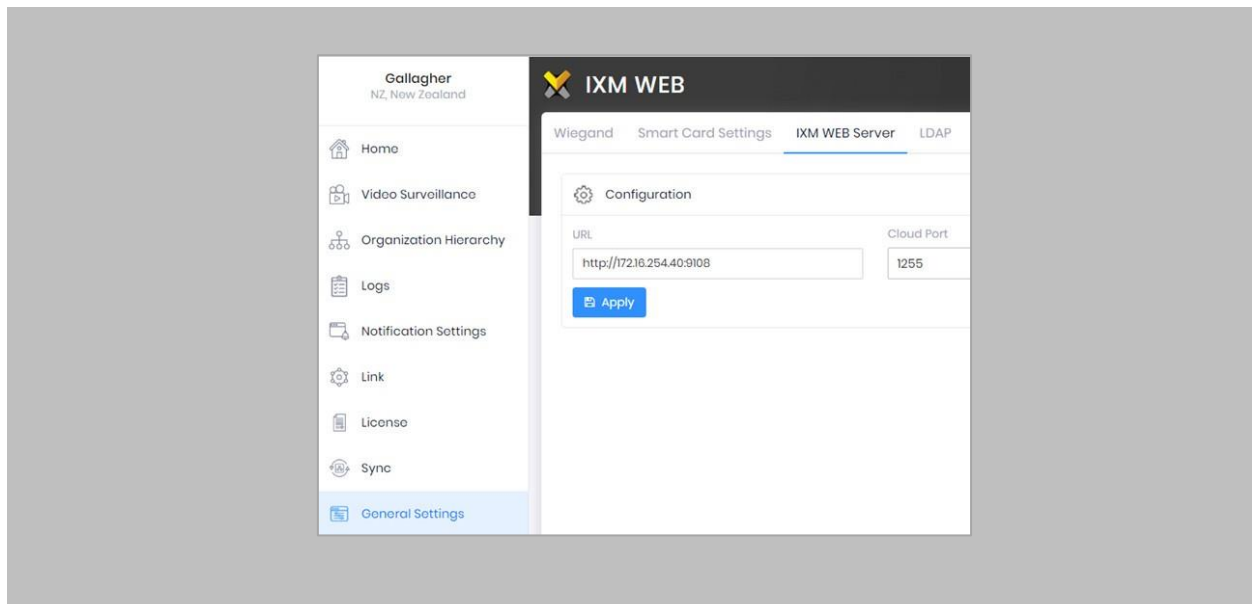 Gallagher
NZ, New Zealand
Home
Video Surveillance
Organization Hierarchy
Logs
Notification Settings
Link
License
Sync
General Settings
IXM WEB
Wiegand Smart Card Settings IXM WEB Server LDAP
Configuration
URL Cloud Port
http://172.16.254.40:9108 1255
Apply